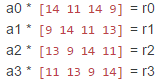 a0 * [14 11 14 9] = r0
a1 * [9 14 11 13] = r1
a2 * [13 9 14 11] = r2
a3 * [11 13 9 14] = r3